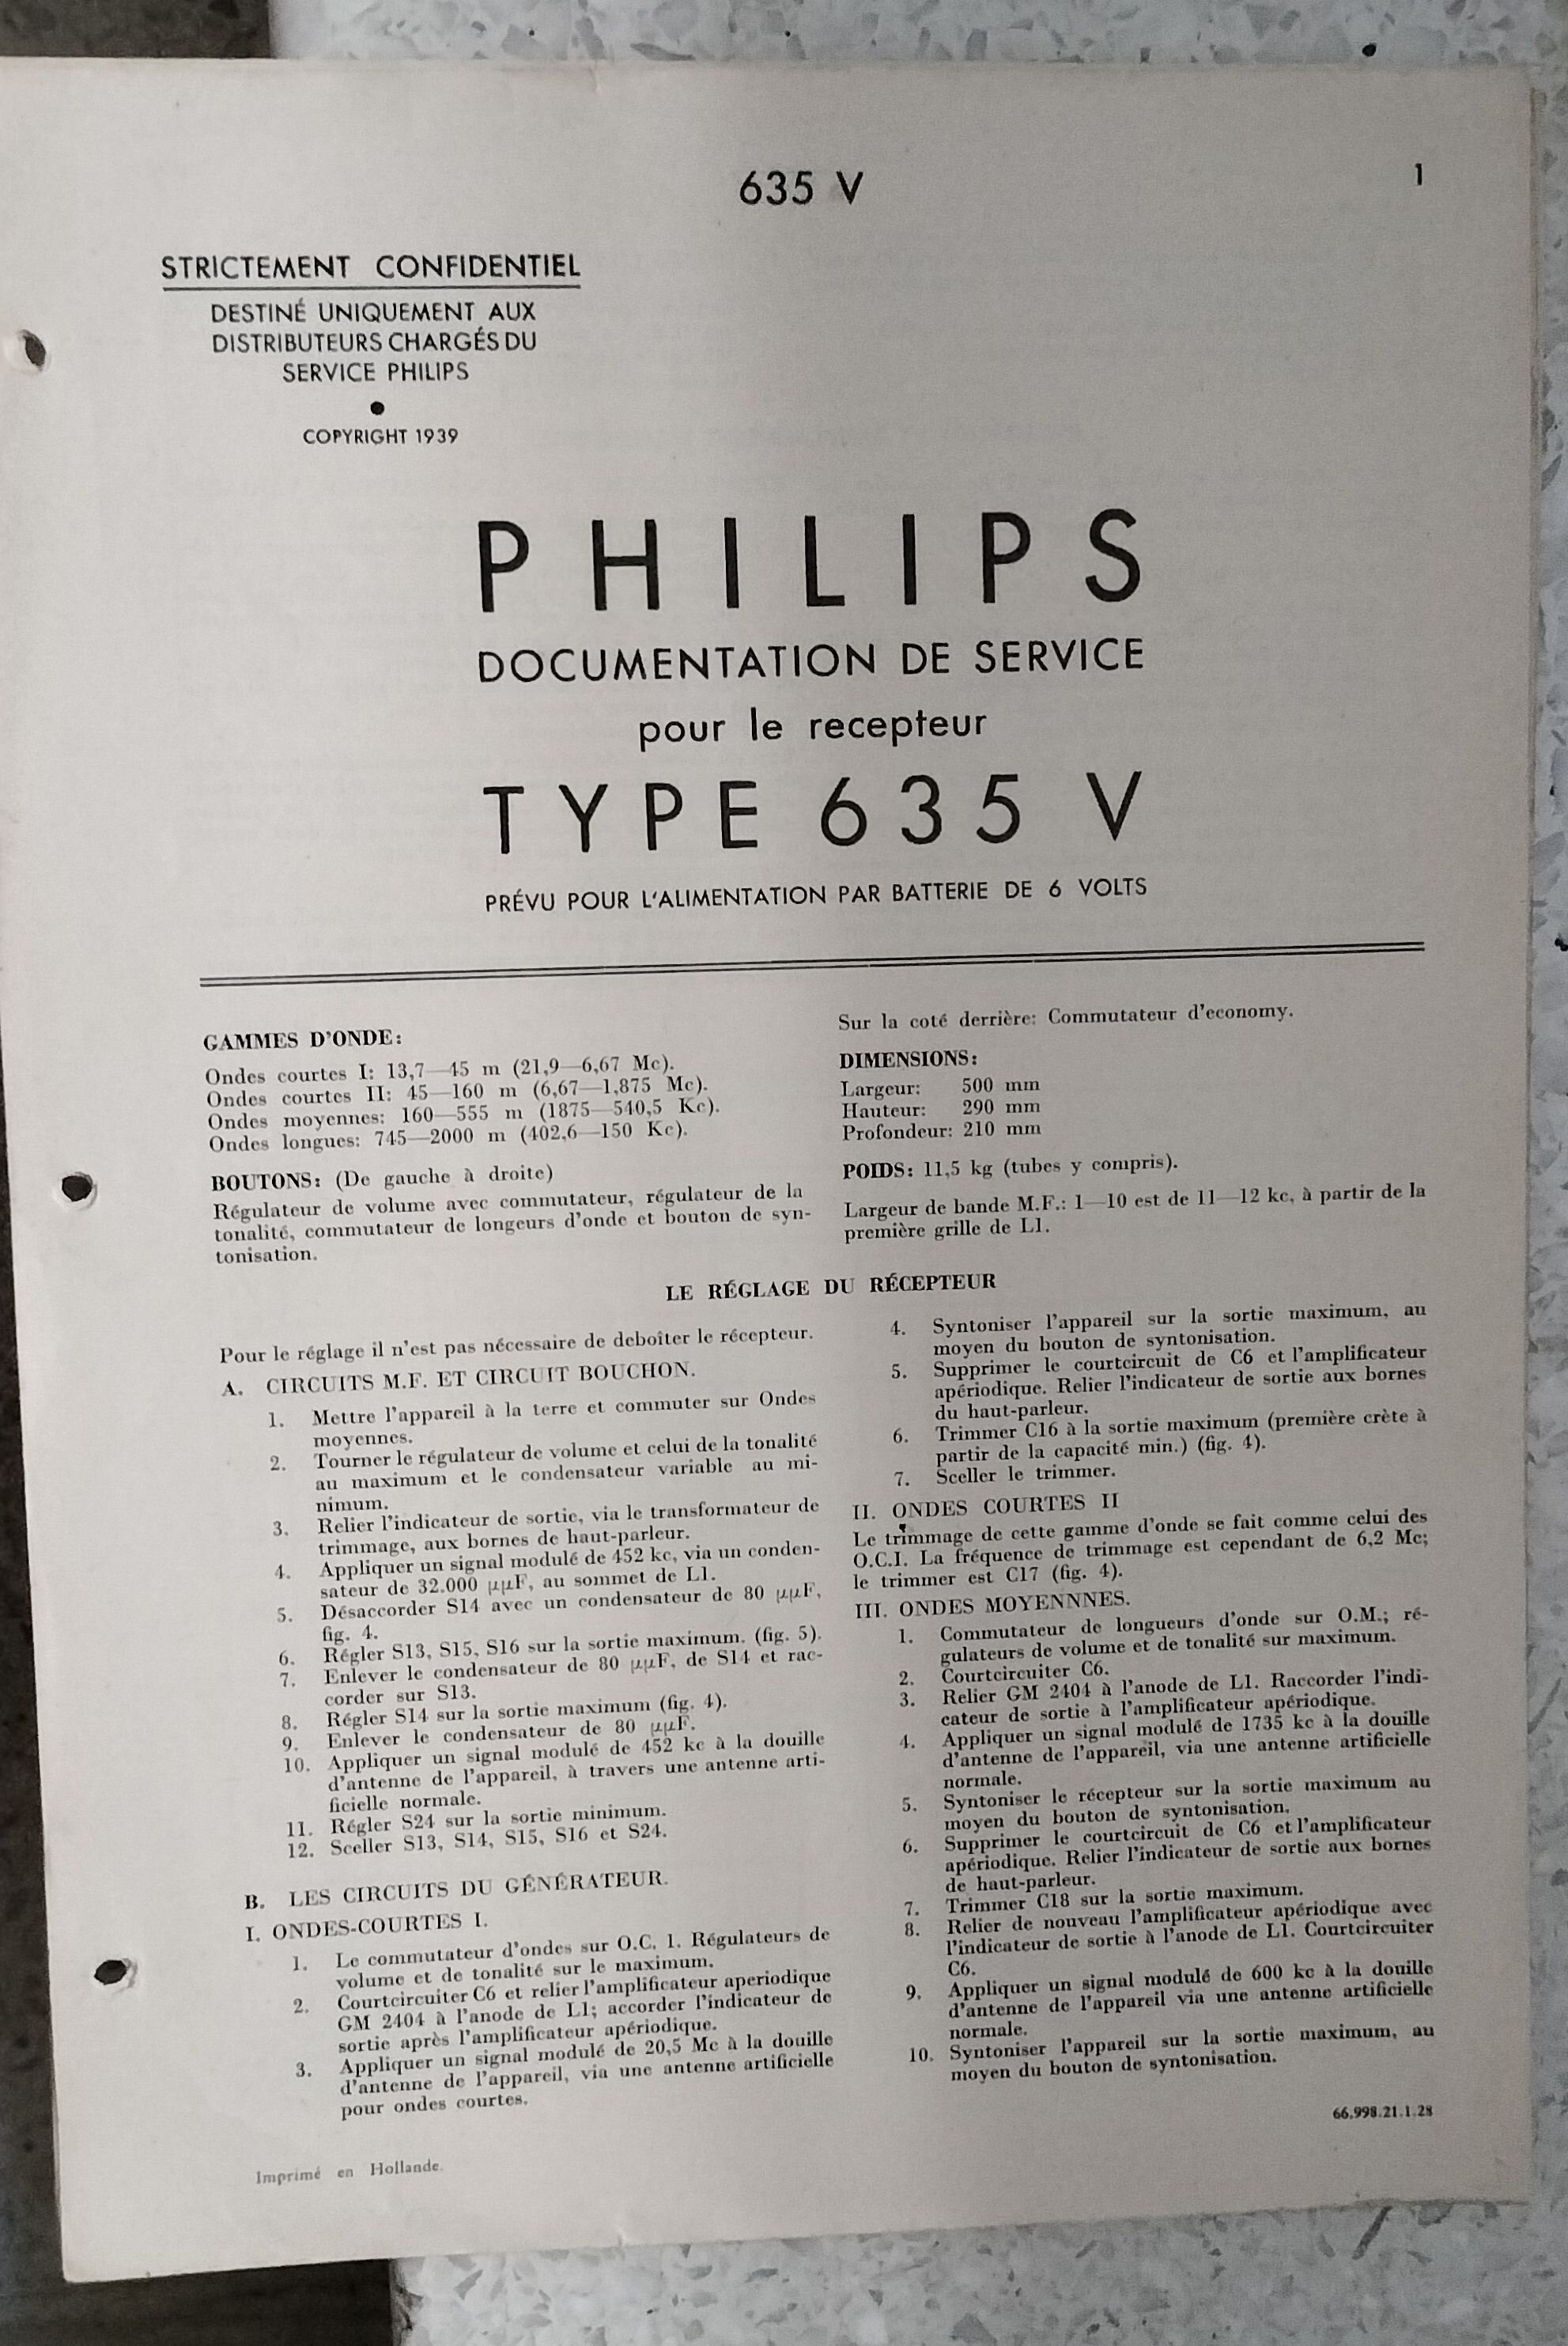 635 V
1
STRICTEMENT CONFIDENTIEL
DESTINÉ UNIQUEMENT AUX
DISTRIBUTEURS CHARGÉS DU
SERVICE PHILIPS
●
COPYRIGHT 1939
PHILIPS
DOCUMENTATION DE SERVICE
pour le recepteur
TYPE 635 V
PRÉVU POUR L'ALIMENTATION PAR BATTERIE DE 6 VOLTS
GAMMES D'ONDE:
Ondes courtes I: 13,7—45 m (21,9—6,67 Mc).
Ondes courtes II: 45—160 m (6,67—1,875 Mc).
Ondes moyennes: 160—555 m (1875—540,5 Kc).
Ondes longues: 745—2000 m (402,6—150 Kc).
BOUTONS: (De gauche à droite)
Régulateur de volume avec commutateur, régulateur de la
tonalité, commutateur de longeurs d'onde et bouton de syn-
tonisation.
Sur la coté derrière: Commutateur d'economy.
DIMENSIONS:
Largeur: 500 mm
Hauteur: 290 mm
Profondeur: 210 mm
POIDS: 11,5 kg (tubes y compris).
Largeur de bande M.F.: 1—10 est de 11—12 kc, à partir de la
première grille de L1.
LE RÉGLAGE DU RÉCEPTEUR
Pour le réglage il n'est pas nécessaire de deboîter le récepteur.
A. CIRCUITS M.F. ET CIRCUIT BOUCHON.
1. Mettre l'appareil à la terre et commuter sur Ondes
moyennes.
2. Tourner le régulateur de volume et celui de la tonalité
au maximum et le condensateur variable au mi-
nimum.
3. Relier l'indicateur de sortie, via le transformateur de
trimmage, aux bornes de haut-parleur.
4. Appliquer un signal modulé de 452 kc, via un conden-
sateur de 32.000 μμF, au sommet de L1.
5. Désaccorder S14 avec un condensateur de 80 μμF,
fig. 4.
6. Régler S13, S15, S16 sur la sortie maximum. (fig. 5).
7. Enlever le condensateur de 80 μμF, de S14 et rac-
corder sur S13.
8. Régler S14 sur la sortie maximum (fig. 4).
9. Enlever le condensateur de 80 μμF.
10. Appliquer un signal modulé de 452 kc à la douille
d'antenne de l'appareil, à travers une antenne arti-
ficielle normale.
11. Régler S24 sur la sortie minimum.
12. Sceller S13, S14, S15, S16 et S24.
B. LES CIRCUITS DU GÉNÉRATEUR.
I. ONDES-COURTES I.
1. Le commutateur d'ondes sur O.C. 1. Régulateurs de
volume et de tonalité sur le maximum.
2. Courtcircuiter C6 et relier l'amplificateur aperiodique
GM 2404 à l'anode de L1; accorder l'indicateur de
sortie après l'amplificateur apériodique.
3. Appliquer un signal modulé de 20,5 Mc à la douille
d'antenne de l'appareil, via une antenne artificielle
pour ondes courtes.
4. Syntoniser l'appareil sur la sortie maximum, au
moyen du bouton de syntonisation.
5. Supprimer le courtcircuit de C6 et l'amplificateur
apériodique. Relier l'indicateur de sortie aux bornes
du haut-parleur.
6. Trimmer C16 à la sortie maximum (première crète à
partir de la capacité min.) (fig. 4).
7. Sceller le trimmer.
II. ONDES COURTES II
Le trimmage de cette gamme d'onde se fait comme celui des
O.C.I. La fréquence de trimmage est cependant de 6,2 Mc;
le trimmer est C17 (fig. 4).
III. ONDES MOYENNNES.
1. Commutateur de longueurs d'onde sur O.M.; ré-
gulateurs de volume et de tonalité sur maximum.
2. Courtcircuiter C6.
3. Relier GM 2404 à l'anode de L1. Raccorder l'indi-
cateur de sortie à l'amplificateur apériodique.
4. Appliquer un signal modulé de 1735 kc à la douille
d'antenne de l'appareil, via une antenne artificielle
normale.
5. Syntoniser le récepteur sur la sortie maximum au
moyen du bouton de syntonisation.
6. Supprimer le courtcircuit de C6 et l'amplificateur
apériodique. Relier l'indicateur de sortie aux bornes
de haut-parleur.
7. Trimmer C18 sur la sortie maximum.
8. Relier de nouveau l'amplificateur apériodique avec
l'indicateur de sortie à l'anode de L1. Courtcircuiter
C6.
9. Appliquer un signal modulé de 600 kc à la douille
d'antenne de l'appareil via une antenne artificielle
normale.
10. Syntoniser l'appareil sur la sortie maximum, au
moyen du bouton de syntonisation.
66.998.21.1.28
Imprimé en Hollande.